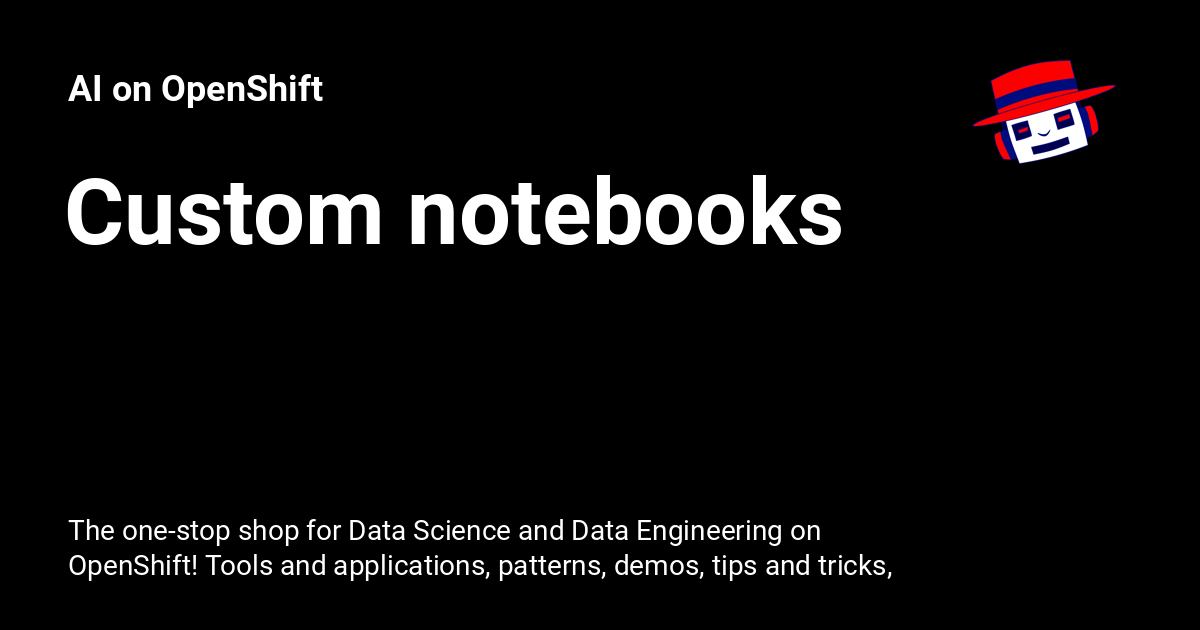 AI on OpenShift
Custom notebooks
The one-stop shop for Data Science and Data Engineering on
OpenShift! Tools and applications, patterns, demos, tips and tricks,